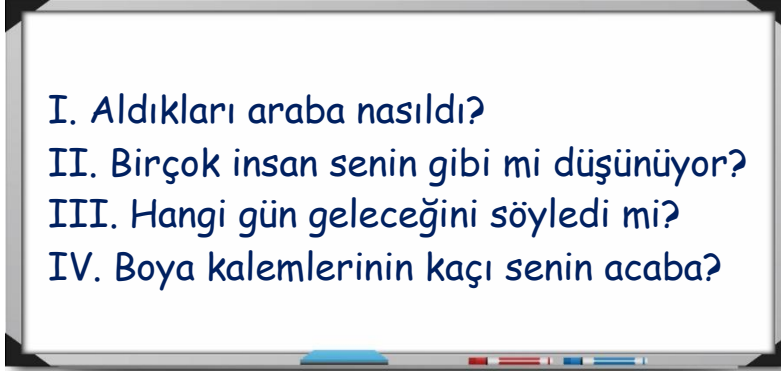 I. Aldıkları araba nasıldı?
II. Birçok insan senin gibi mi düşünüyor?
III. Hangi gün geleceğini söyledi mi?
IV. Boya kalemlerinin kaçı senin acaba?